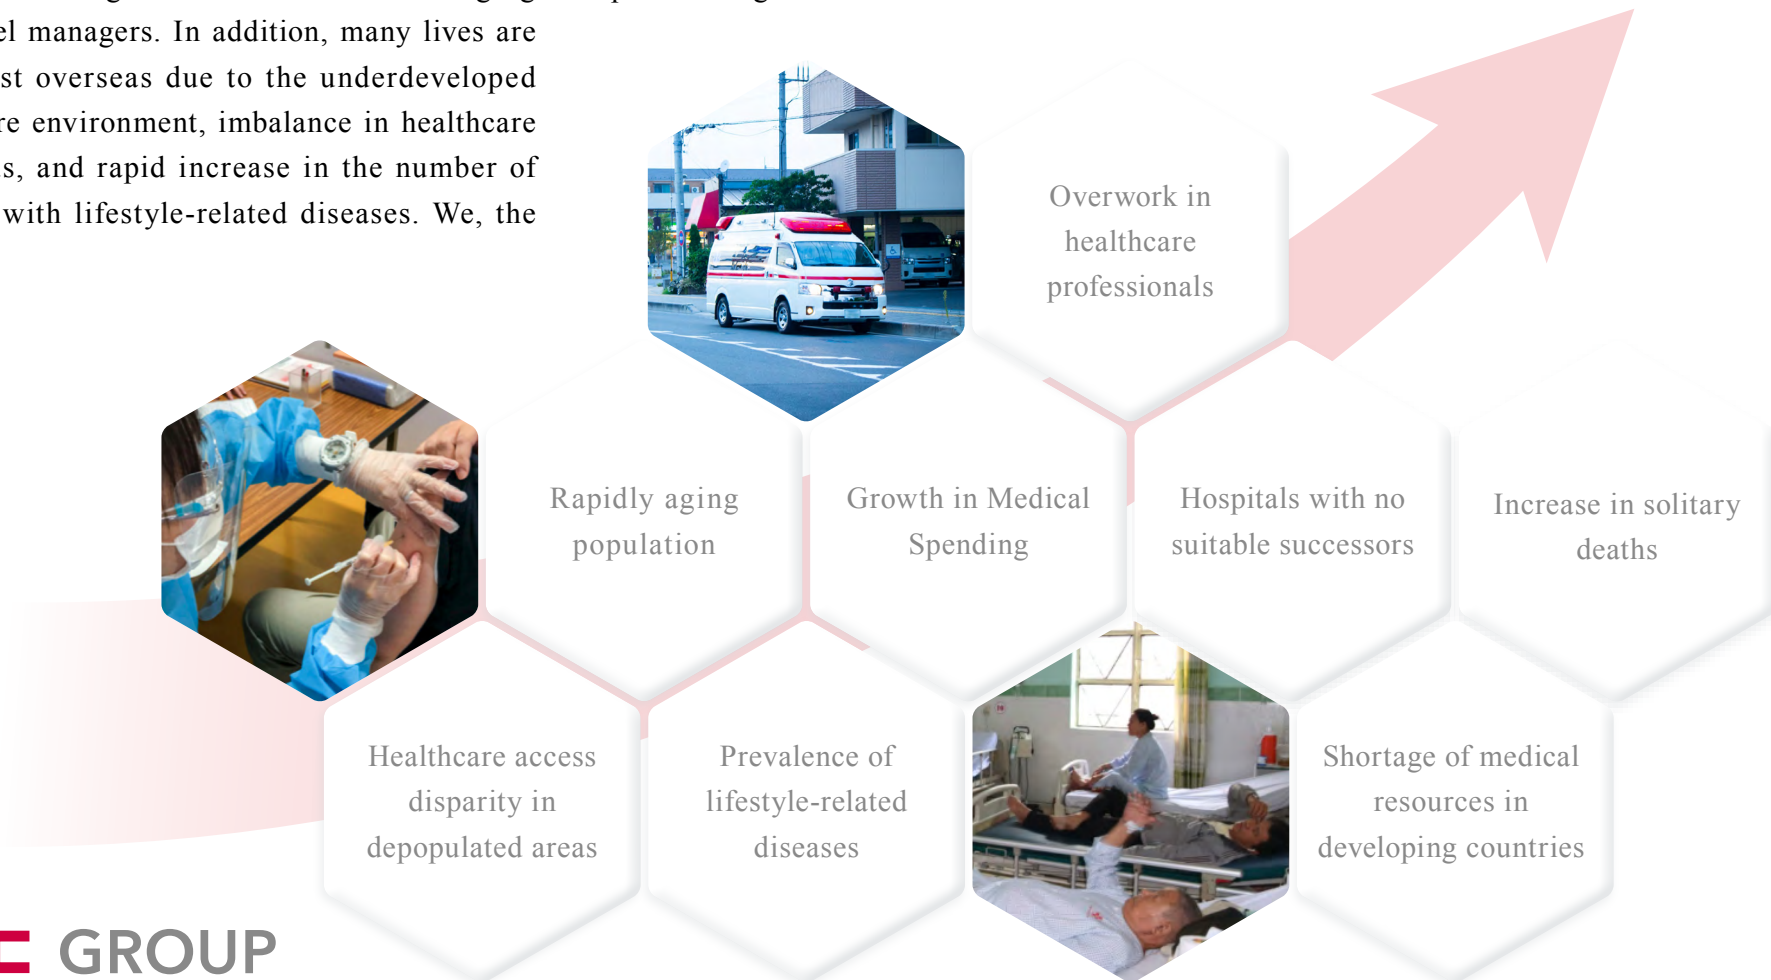 managers. In addition, many lives are
overseas due to the underdeveloped
environment, imbalance in healthcare
and rapid increase in the number of
with lifestyle-related diseases. We, the
Overwork in
healthcare
professionals
Rapidly aging
population
Growth in Medical
Spending
Hospitals with no
suitable successors
Increase in solitary
deaths
Healthcare access
disparity in
depopulated areas
Prevalence of
lifestyle-related
diseases
Shortage of medical
resources in
developing countries
GROUP